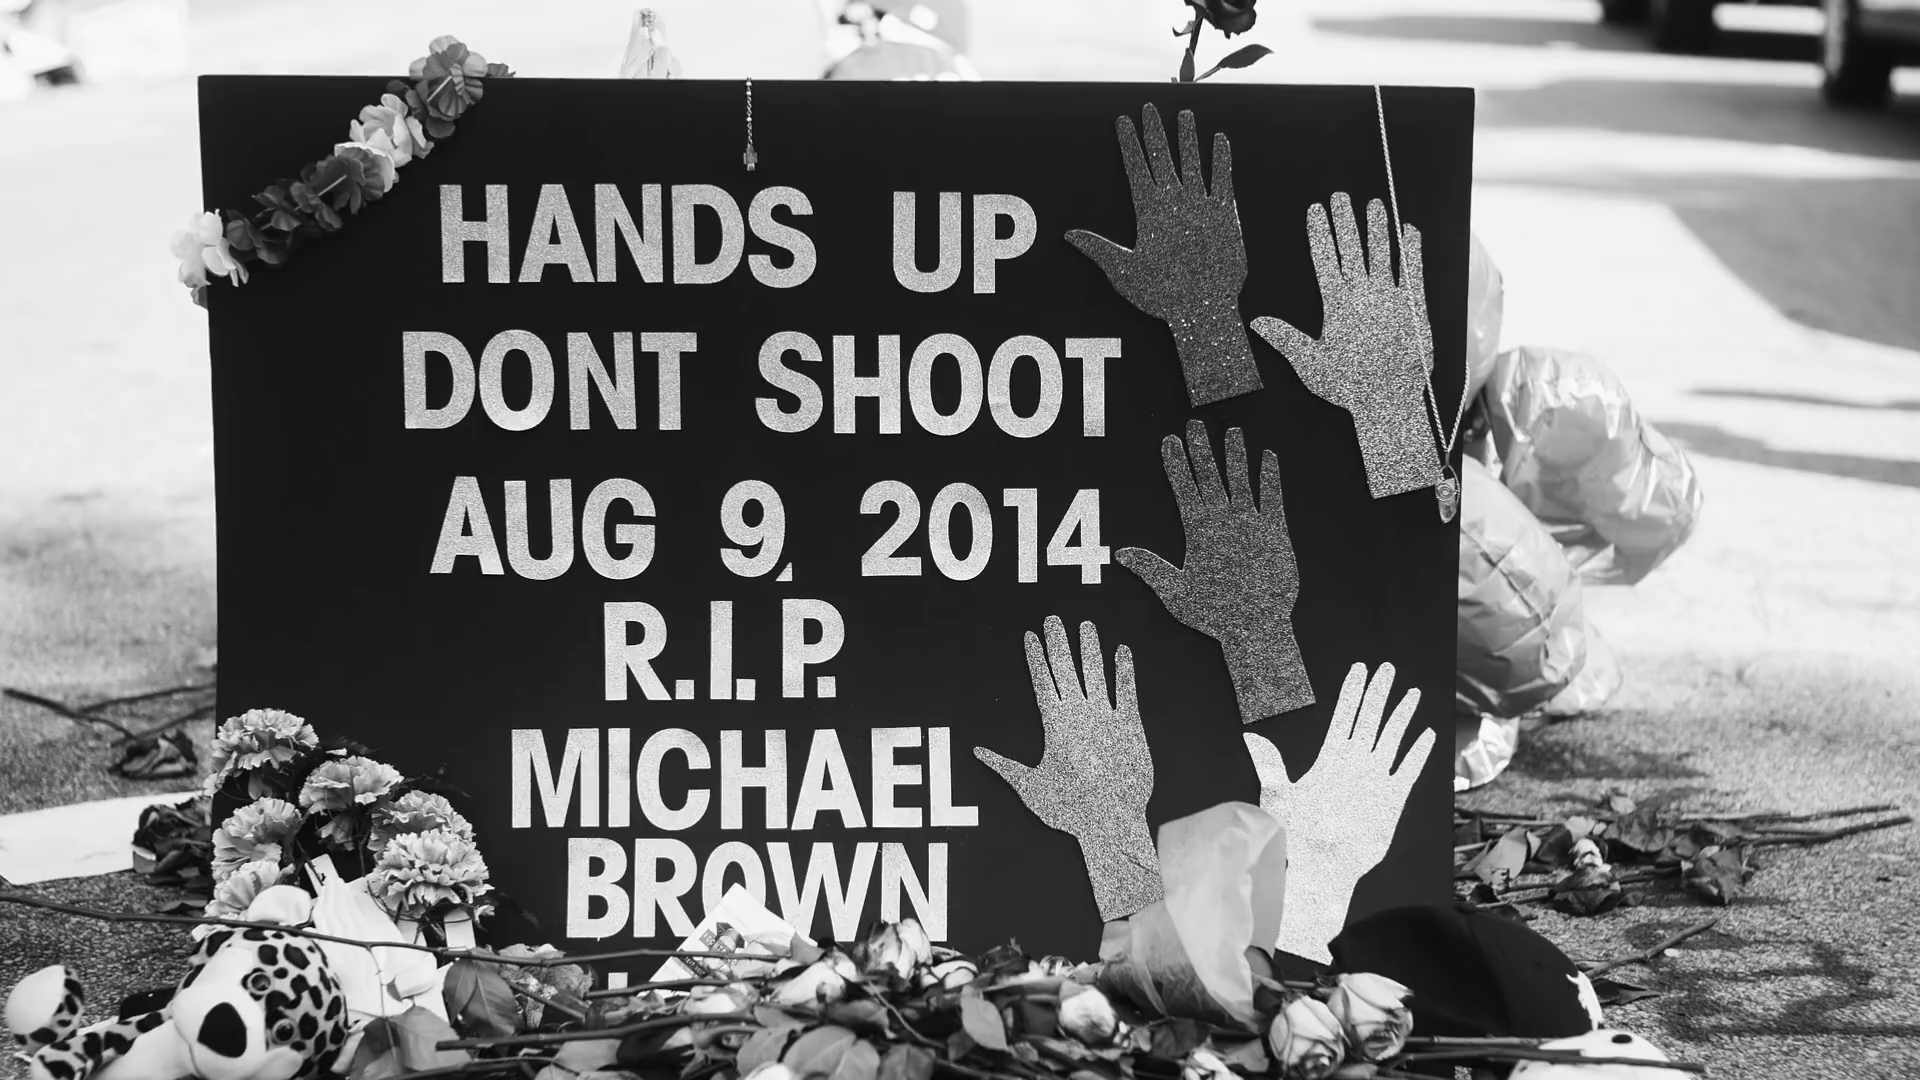 HANDS UP
DONT SHOOT
AUG 9, 2014
R.I.P.
MICHAEL
BROWN